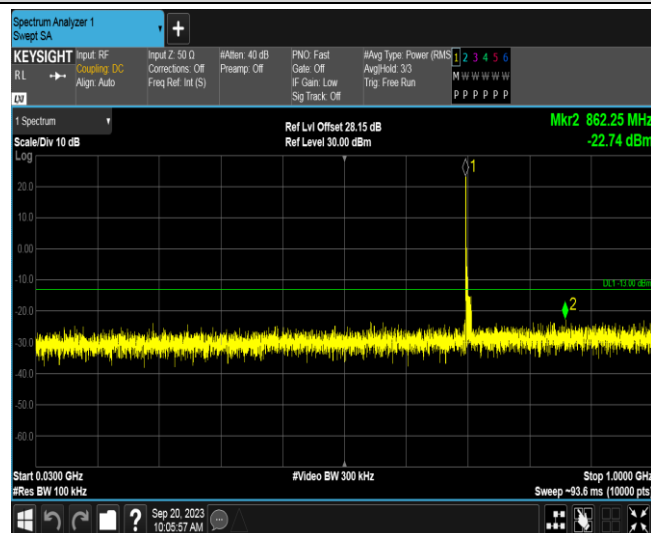 Spectrum Analyzer 1
Swept SA
+
KEYSIGHT
RL
LXI
Input: RF
Coupling: DC
Align: Auto
Input Z: 50 Ω
Corrections: Off
Freq Ref: Int (S)
#Atten: 40 dB
Preamp: Off
PNO: Fast
Gate: Off
IF Gain: Low
Sig Track: Off
#Avg Type: Power (RMS
Avg|Hold: 3/3
Trig: Free Run
1 2 3 4 5 6
M W W W W W
P P P P P P
1 Spectrum
Scale/Div 10 dB
Log
Ref Lvl Offset 28.15 dB
Ref Level 30.00 dBm
Mkr2 862.25 MHz
-22.74 dBm
1
20.0
10.0
0.00
-10.0
DL1 -13.00 dBm
2
-20.0
-30.0
-40.0
-50.0
-60.0
Start 0.0300 GHz
#Res BW 100 kHz
#Video BW 300 kHz
Stop 1.0000 GHz
Sweep ~93.6 ms (10000 pts)
?
Sep 20, 2023
10:05:57 AM